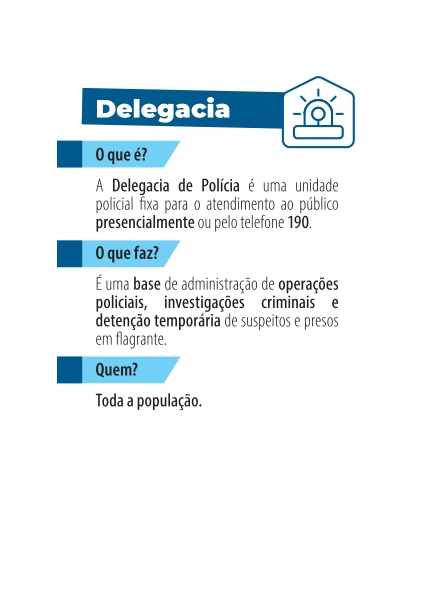 Delegacia
O que é?
A Delegacia de Polícia é uma unidade
policial fixa para o atendimento ao público
presencialmente ou pelo telefone 190.
O que faz?
É uma base de administração de operações
policiais, investigações criminais e
detenção temporária de suspeitos e presos
em flagrante.
Quem?
Toda a população.